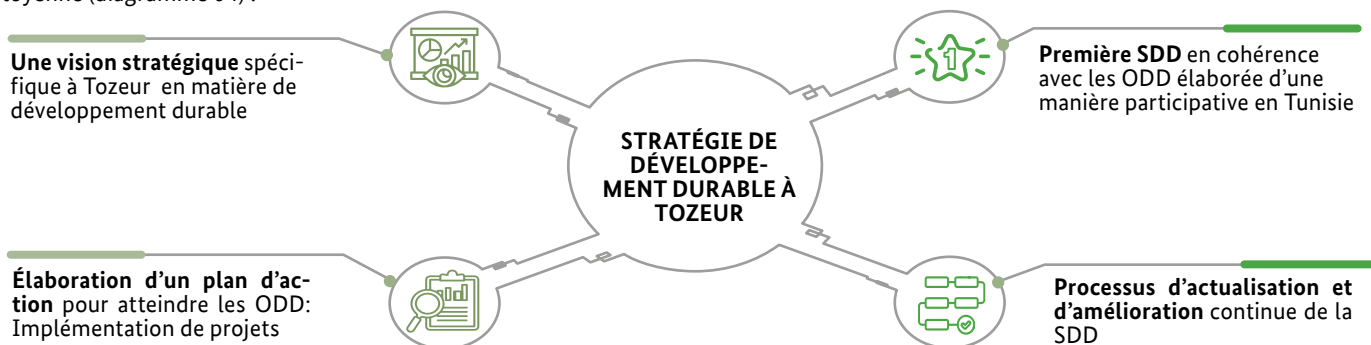 Une vision stratégique spéci-
fique à Tozeur en matière de
développement durable
Première SDD en cohérence
avec les ODD élaborée d'une
manière participative en Tunisie
1
STRATÉGIE DE
DÉVELOPPE-
MENT DURABLE À
TOZEUR
Élaboration d'un plan d'ac-
tion pour atteindre les ODD:
Implémentation de projets
Processus d'actualisation et
d'amélioration continue de la
SDD